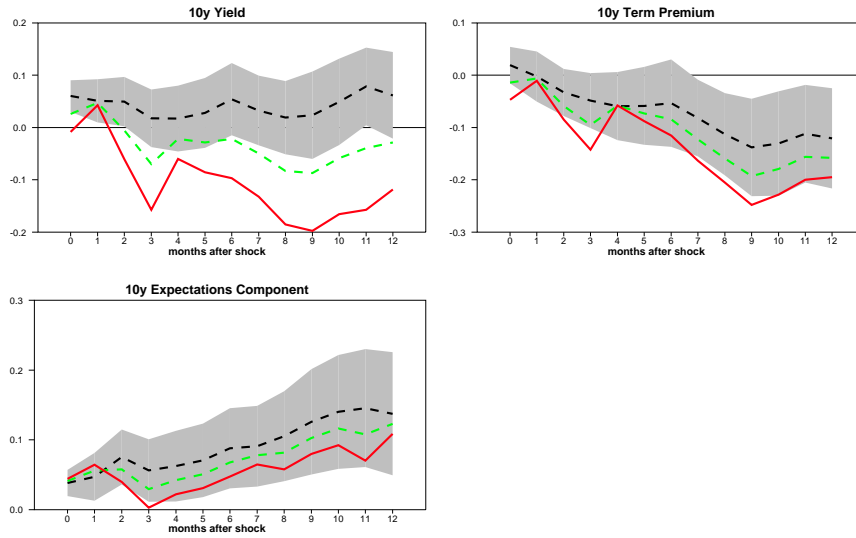 10y Yield
0.2
0.1
0.0
-0.1
-0.2
0 1 2 3 4 5 6 7 8 9 10 11 12
months after shock
10y Term Premium
0.1
0.0
-0.1
-0.2
-0.3
0 1 2 3 4 5 6 7 8 9 10 11 12
months after shock
10y Expectations Component
0.3
0.2
0.1
0.0
0 1 2 3 4 5 6 7 8 9 10 11 12
months after shock